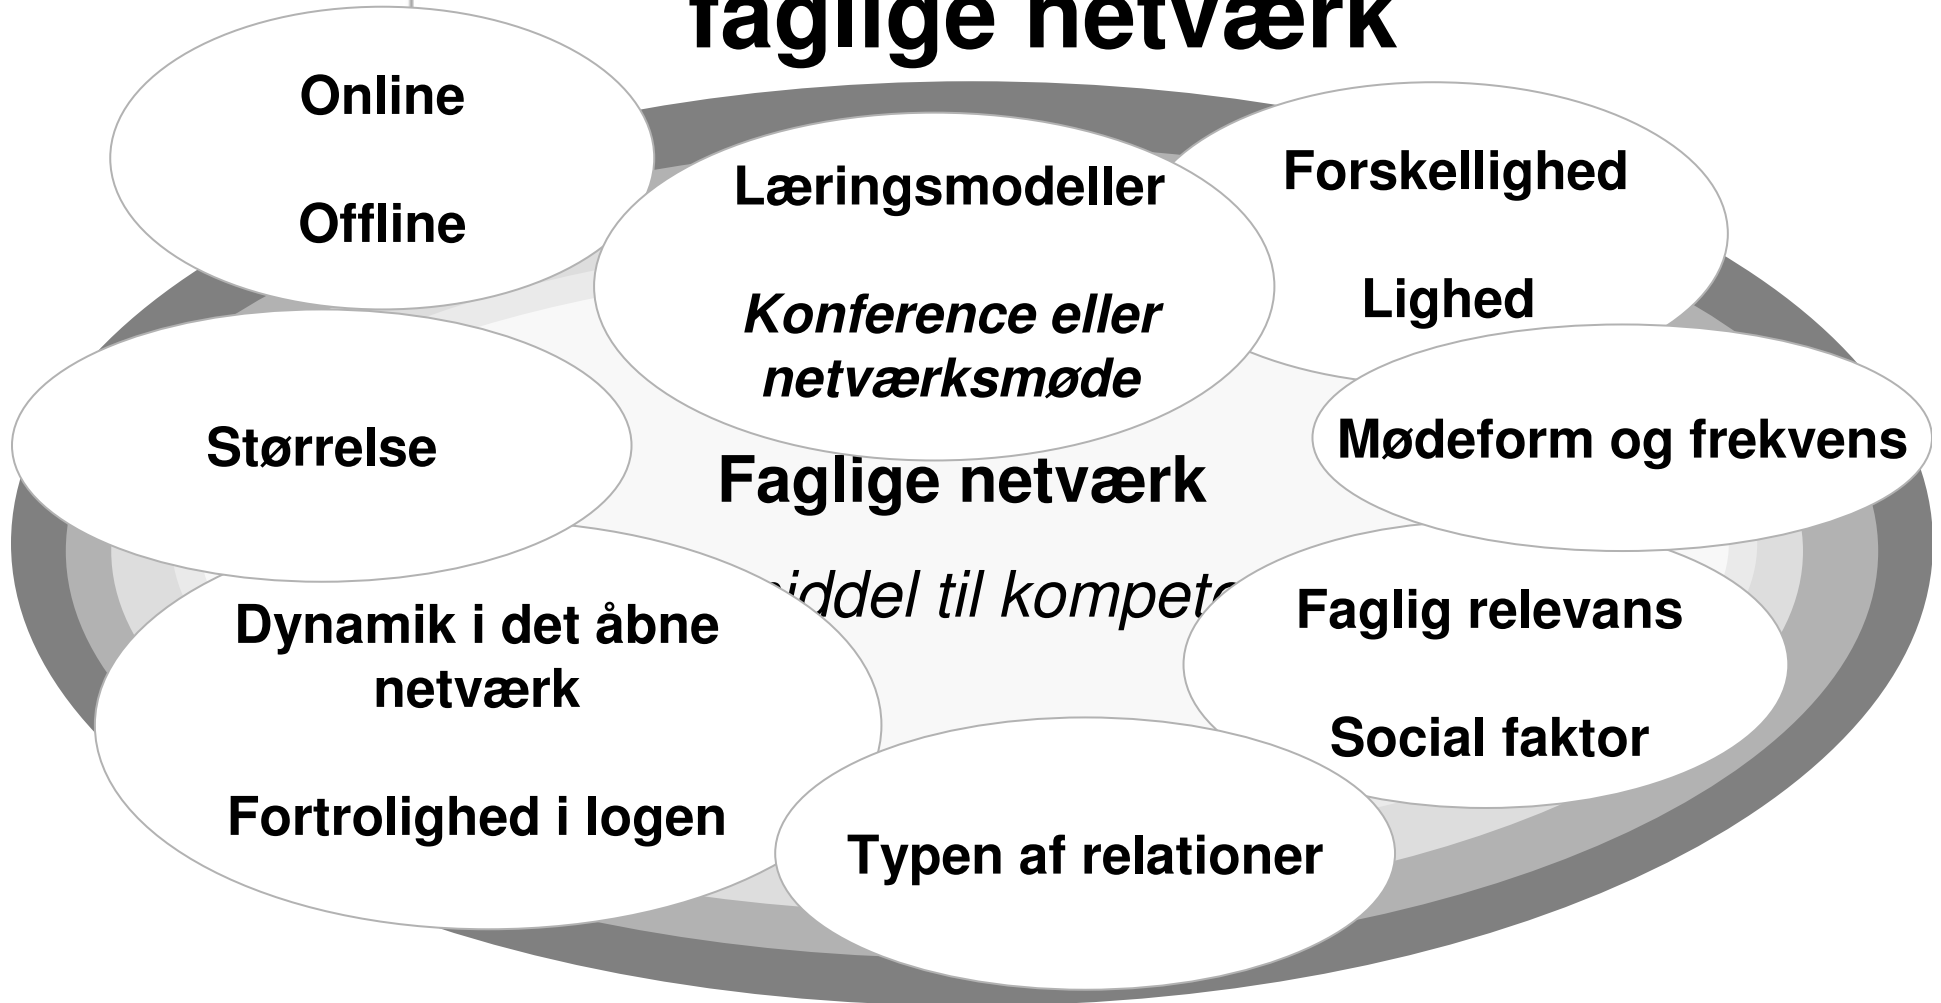 faglige netværk
Online
Offline
Læringsmodeller
Konference eller
netværksmøde
Forskellighed
Lighed
Størrelse
Mødeform og frekvens
Faglige netværk
til
Dynamik i det åbne
netværk
Fortrolighed i logen
Faglig relevans
Social faktor
Typen af relationer